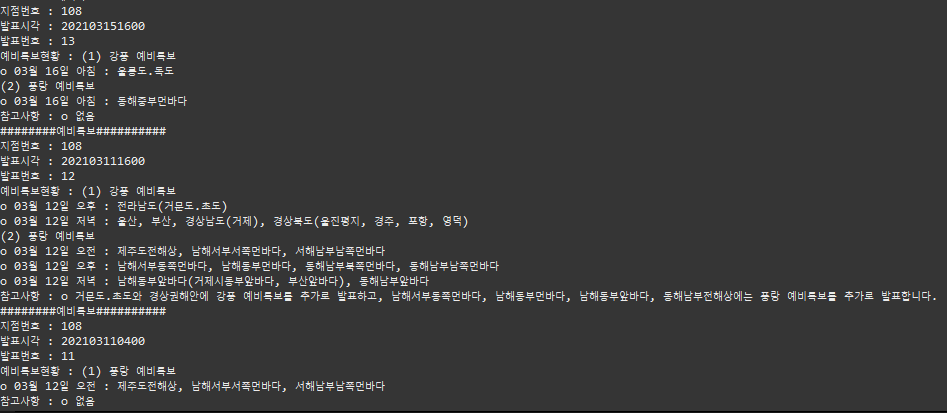 지점번호 : 108
발표시각 : 202103151600
발표번호 : 13
예비특보현황 : (1) 강풍 예비특보
o 03월 16일 아침 : 울릉도.독도
(2) 풍랑 예비특보
o 03월 16일 아침 : 동해중부먼바다
참고사항 : o 없음
########예비특보##########
지점번호 : 108
발표시각 : 202103111600
발표번호 : 12
예비특보현황 : (1) 강풍 예비특보
o 03월 12일 오후 : 전라남도(거문도.초도)
o 03월 12일 저녁 : 울산, 부산, 경상남도(거제), 경상북도(울진평지, 경주, 포항, 영덕)
(2) 풍랑 예비특보
o 03월 12일 오전 : 제주도전해상, 남해서부서쪽먼바다, 서해남부남쪽먼바다
o 03월 12일 오후 : 남해서부동쪽먼바다, 남해동부먼바다, 동해남부북쪽먼바다, 동해남부남쪽먼바다
o 03월 12일 저녁 : 남해동부앞바다(거제시동부앞바다, 부산앞바다), 동해남부앞바다
참고사항 : o 거문도.초도와 경상권해안에 강풍 예비특보를 추가로 발표하고, 남해서부동쪽먼바다, 남해동부먼바다, 남해동부앞바다, 동해남부전해상에는 풍랑 예비특보를 추가로 발표합니다.
########예비특보##########
지점번호 : 108
발표시각 : 202103110400
발표번호 : 11
예비특보현황 : (1) 풍랑 예비특보
o 03월 12일 오전 : 제주도전해상, 남해서부서쪽먼바다, 서해남부남쪽먼바다
참고사항 : o 없음